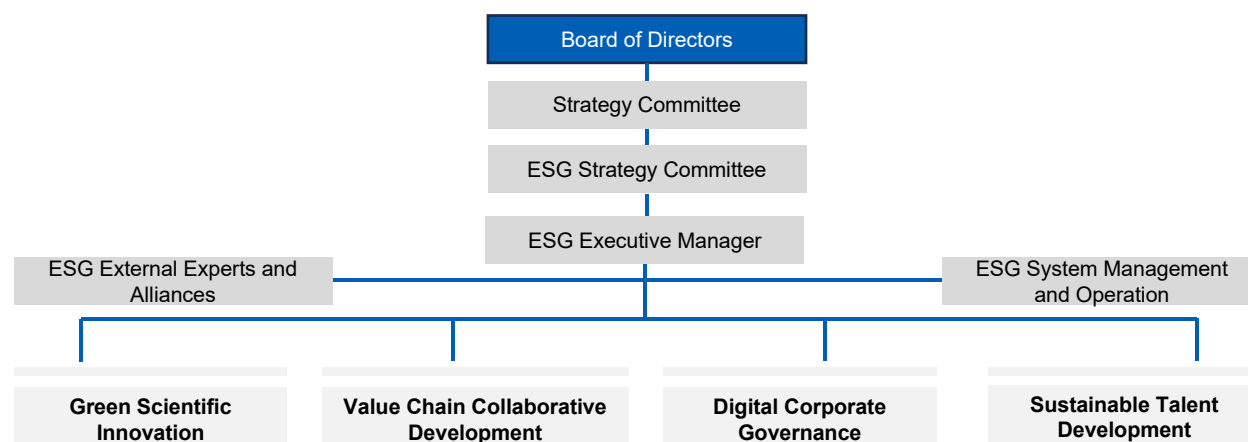 Board of Directors
Strategy Committee
ESG Strategy Committee
ESG Executive Manager
ESG External Experts and
Alliances
ESG System Management
and Operation
Green Scientific
Innovation
Value Chain Collaborative
Development
Digital Corporate
Governance
Sustainable Talent
Development